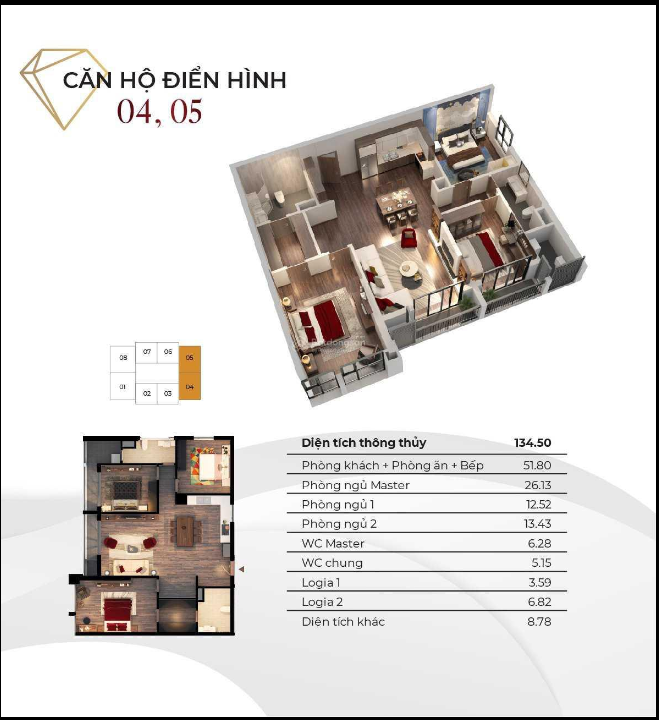 CĂN HỘ ĐIỂN HÌNH
04, 05
Batdongsan
08 07 06 05
01 02 03 04
Diện tích thông thủy 134.50
Phòng khách + Phòng ăn + Bếp 51.80
Phòng ngủ Master 26.13
Phòng ngủ 1 12.52
Phòng ngủ 2 13.43
WC Master 6.28
WC chung 5.15
Logia 1 3.59
Logia 2 6.82
Diện tích khác 8.78